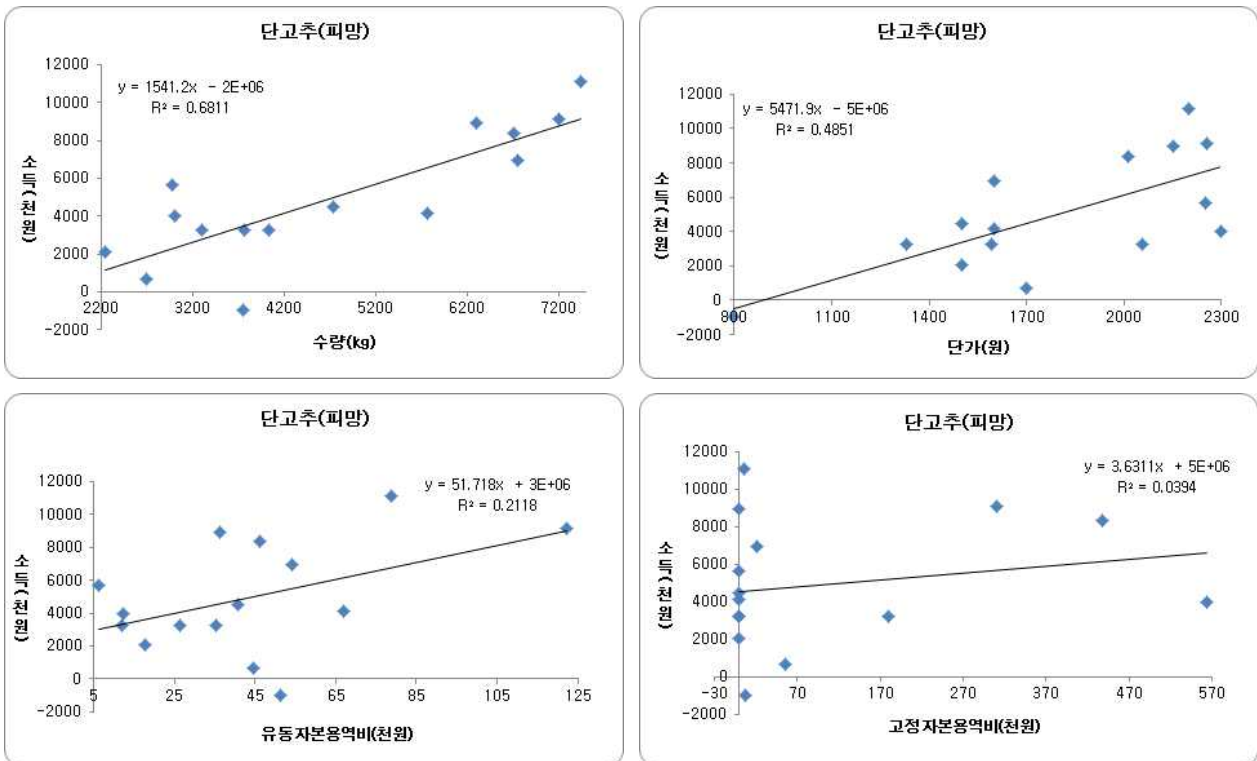 단고추(피망)
12000
10000
8000
6000
4000
2000
0
-2000
y = 1541.2x - 2E+06
R² = 0.6811
소득(천원)
2200 3200 4200 5200 6200 7200
수량(kg)
단고추(피망)
12000
10000
8000
6000
4000
2000
0
-2000
y = 5471.9x - 5E+06
R² = 0.4851
소득(천원)
800 1100 1400 1700 2000 2300
단가(원)
단고추(피망)
12000
10000
8000
6000
4000
2000
0
-2000
y = 51.718x + 3E+06
R² = 0.2118
소득(천원)
5 25 45 65 85 105 125
유동자본용역비(천원)
단고추(피망)
12000
10000
8000
6000
4000
2000
0
-2000
y = 3.6311x + 5E+06
R² = 0.0394
소득(천원)
-30 70 170 270 370 470 570
고정자본용역비(천원)